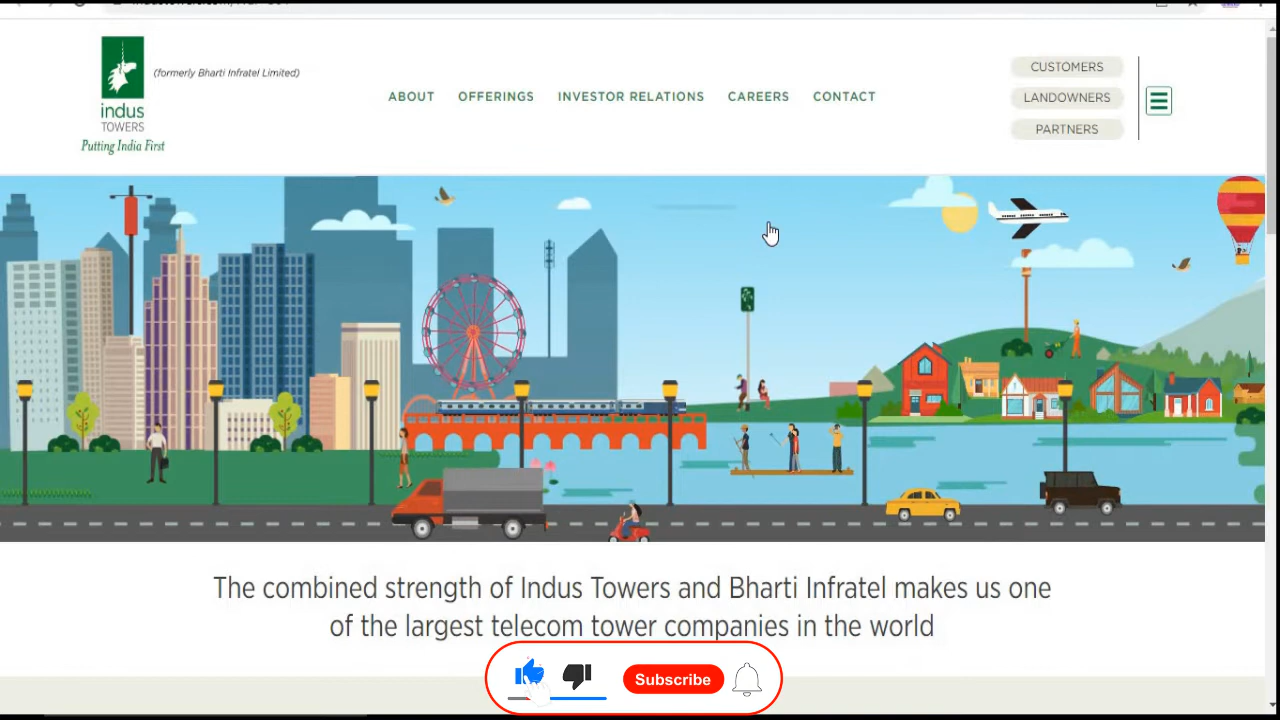 (formerly Bharti Infratel Limited)
indus
TOWERS
Putting India First
ABOUT
OFFERINGS
INVESTOR RELATIONS
CAREERS
CONTACT
CUSTOMERS
LANDOWNERS
PARTNERS
The combined strength of Indus Towers and Bharti Infratel makes us one
of the largest telecom tower companies in the world
Subscribe